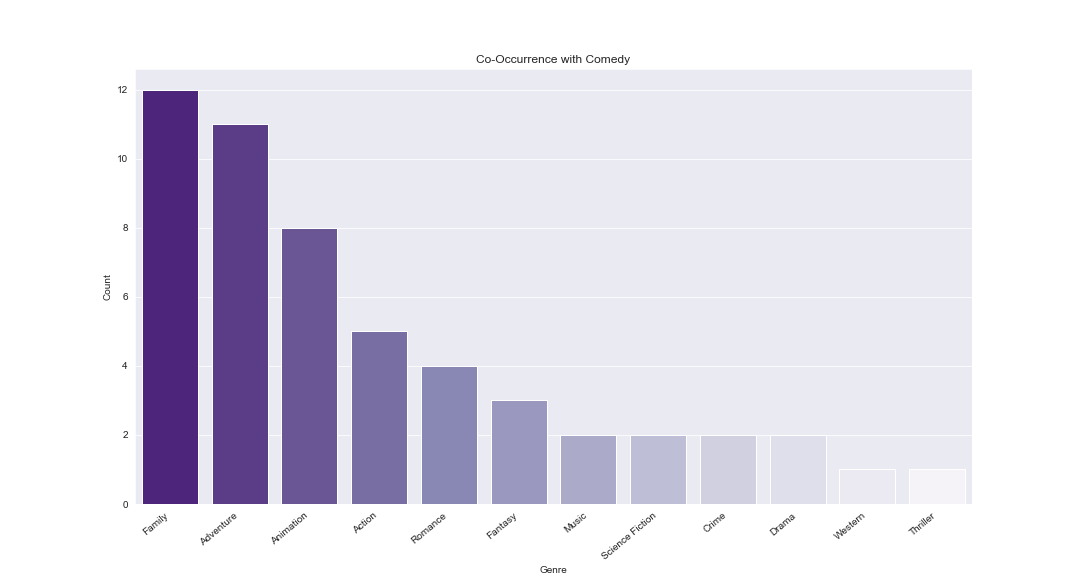 Co-Occurrence with Comedy
12
10
8
6
4
2
0
Count
Family
Adventure
Animation
Action
Romance
Fantasy
Music
Science Fiction
Crime
Drama
Western
Thriller
Genre